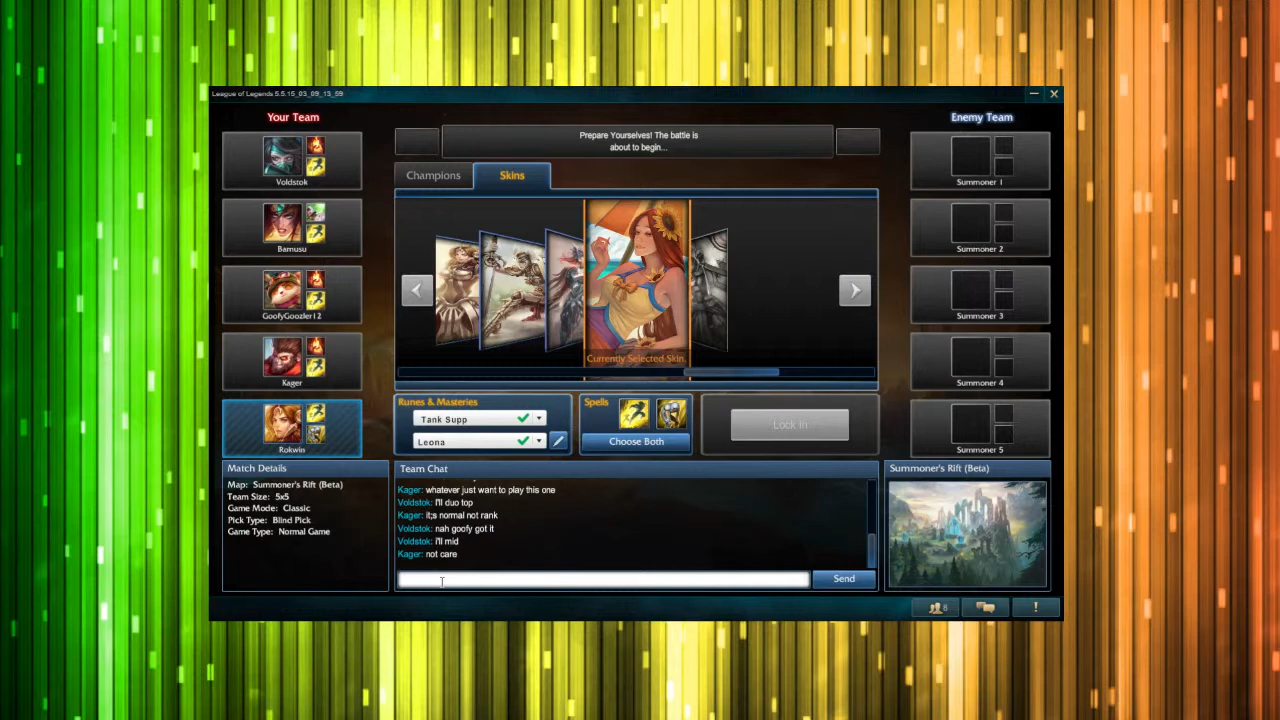 League of Legends 5.5.15_03_09_13_59
Your Team
Enemy Team
Prepare Yourselves! The battle is
about to begin...
Champions
Skins
Voldstok
Bamusu
GoofyGoozler12
Kager
Rokwin
Summoner 1
Summoner 2
Summoner 3
Summoner 4
Summoner 5
Currently Selected Skin.
Runes & Masteries
Tank Supp
Leona
Spells
Choose Both
Lock In
Match Details
Map: Summoner's Rift (Beta)
Team Size: 5x5
Game Mode: Classic
Pick Type: Blind Pick
Game Type: Normal Game
Team Chat
Kager: whatever just want to play this one
Voldstok: I'll duo top
Kager: it;s normal not rank
Voldstok: nah goofy got it
Voldstok: i'll mid
Kager: not care
Send
Summoner's Rift (Beta)
6
!